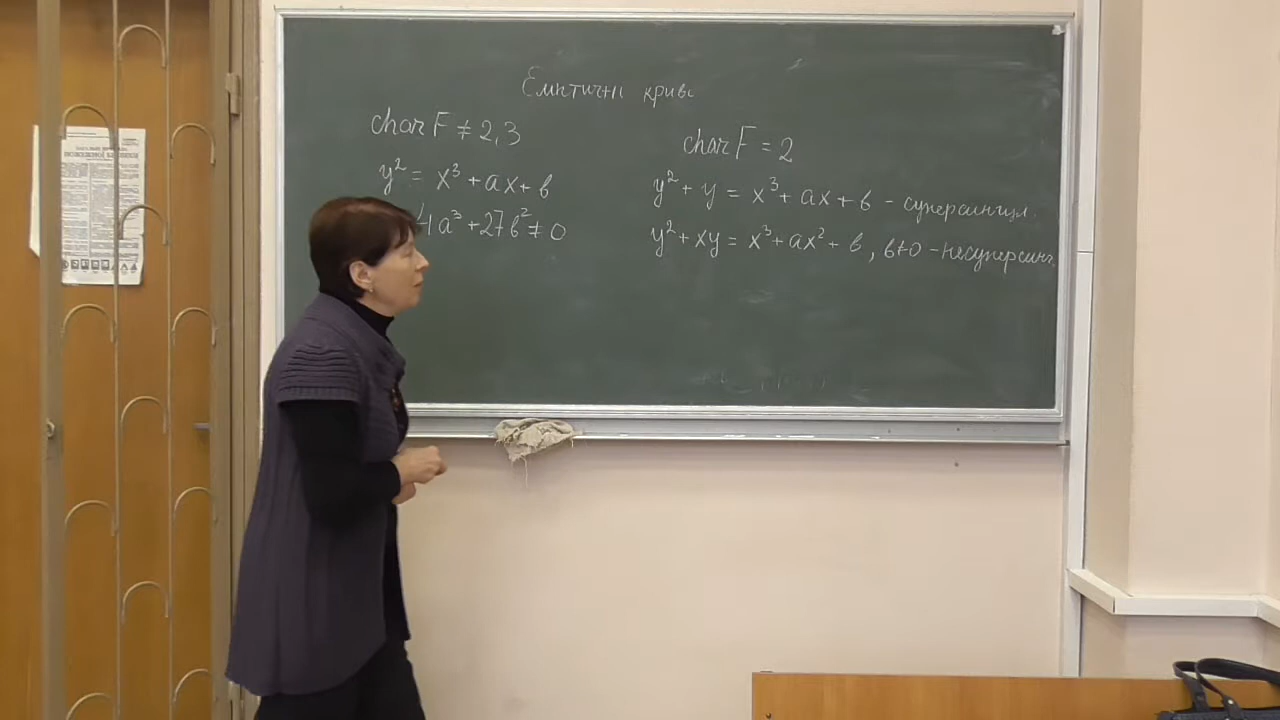 Еліптичні криві
char F ≠ 2,3
y² = x³ + ax + b
4a³ + 27b² ≠ 0
char F = 2
y² + y = x³ + ax + b - суперсингул.
y² + xy = x³ + ax² + b, b≠0 - несуперсинг.